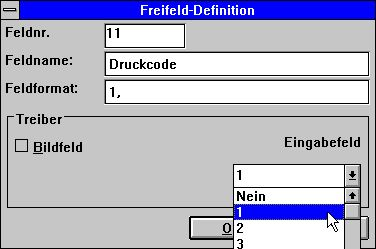 Freifeld-Definition
Feldnr. 11
Feldname: Druckcode
Feldformat: 1,
Treiber
Bildfeld Eingabefeld
1
Nein
1
2
3